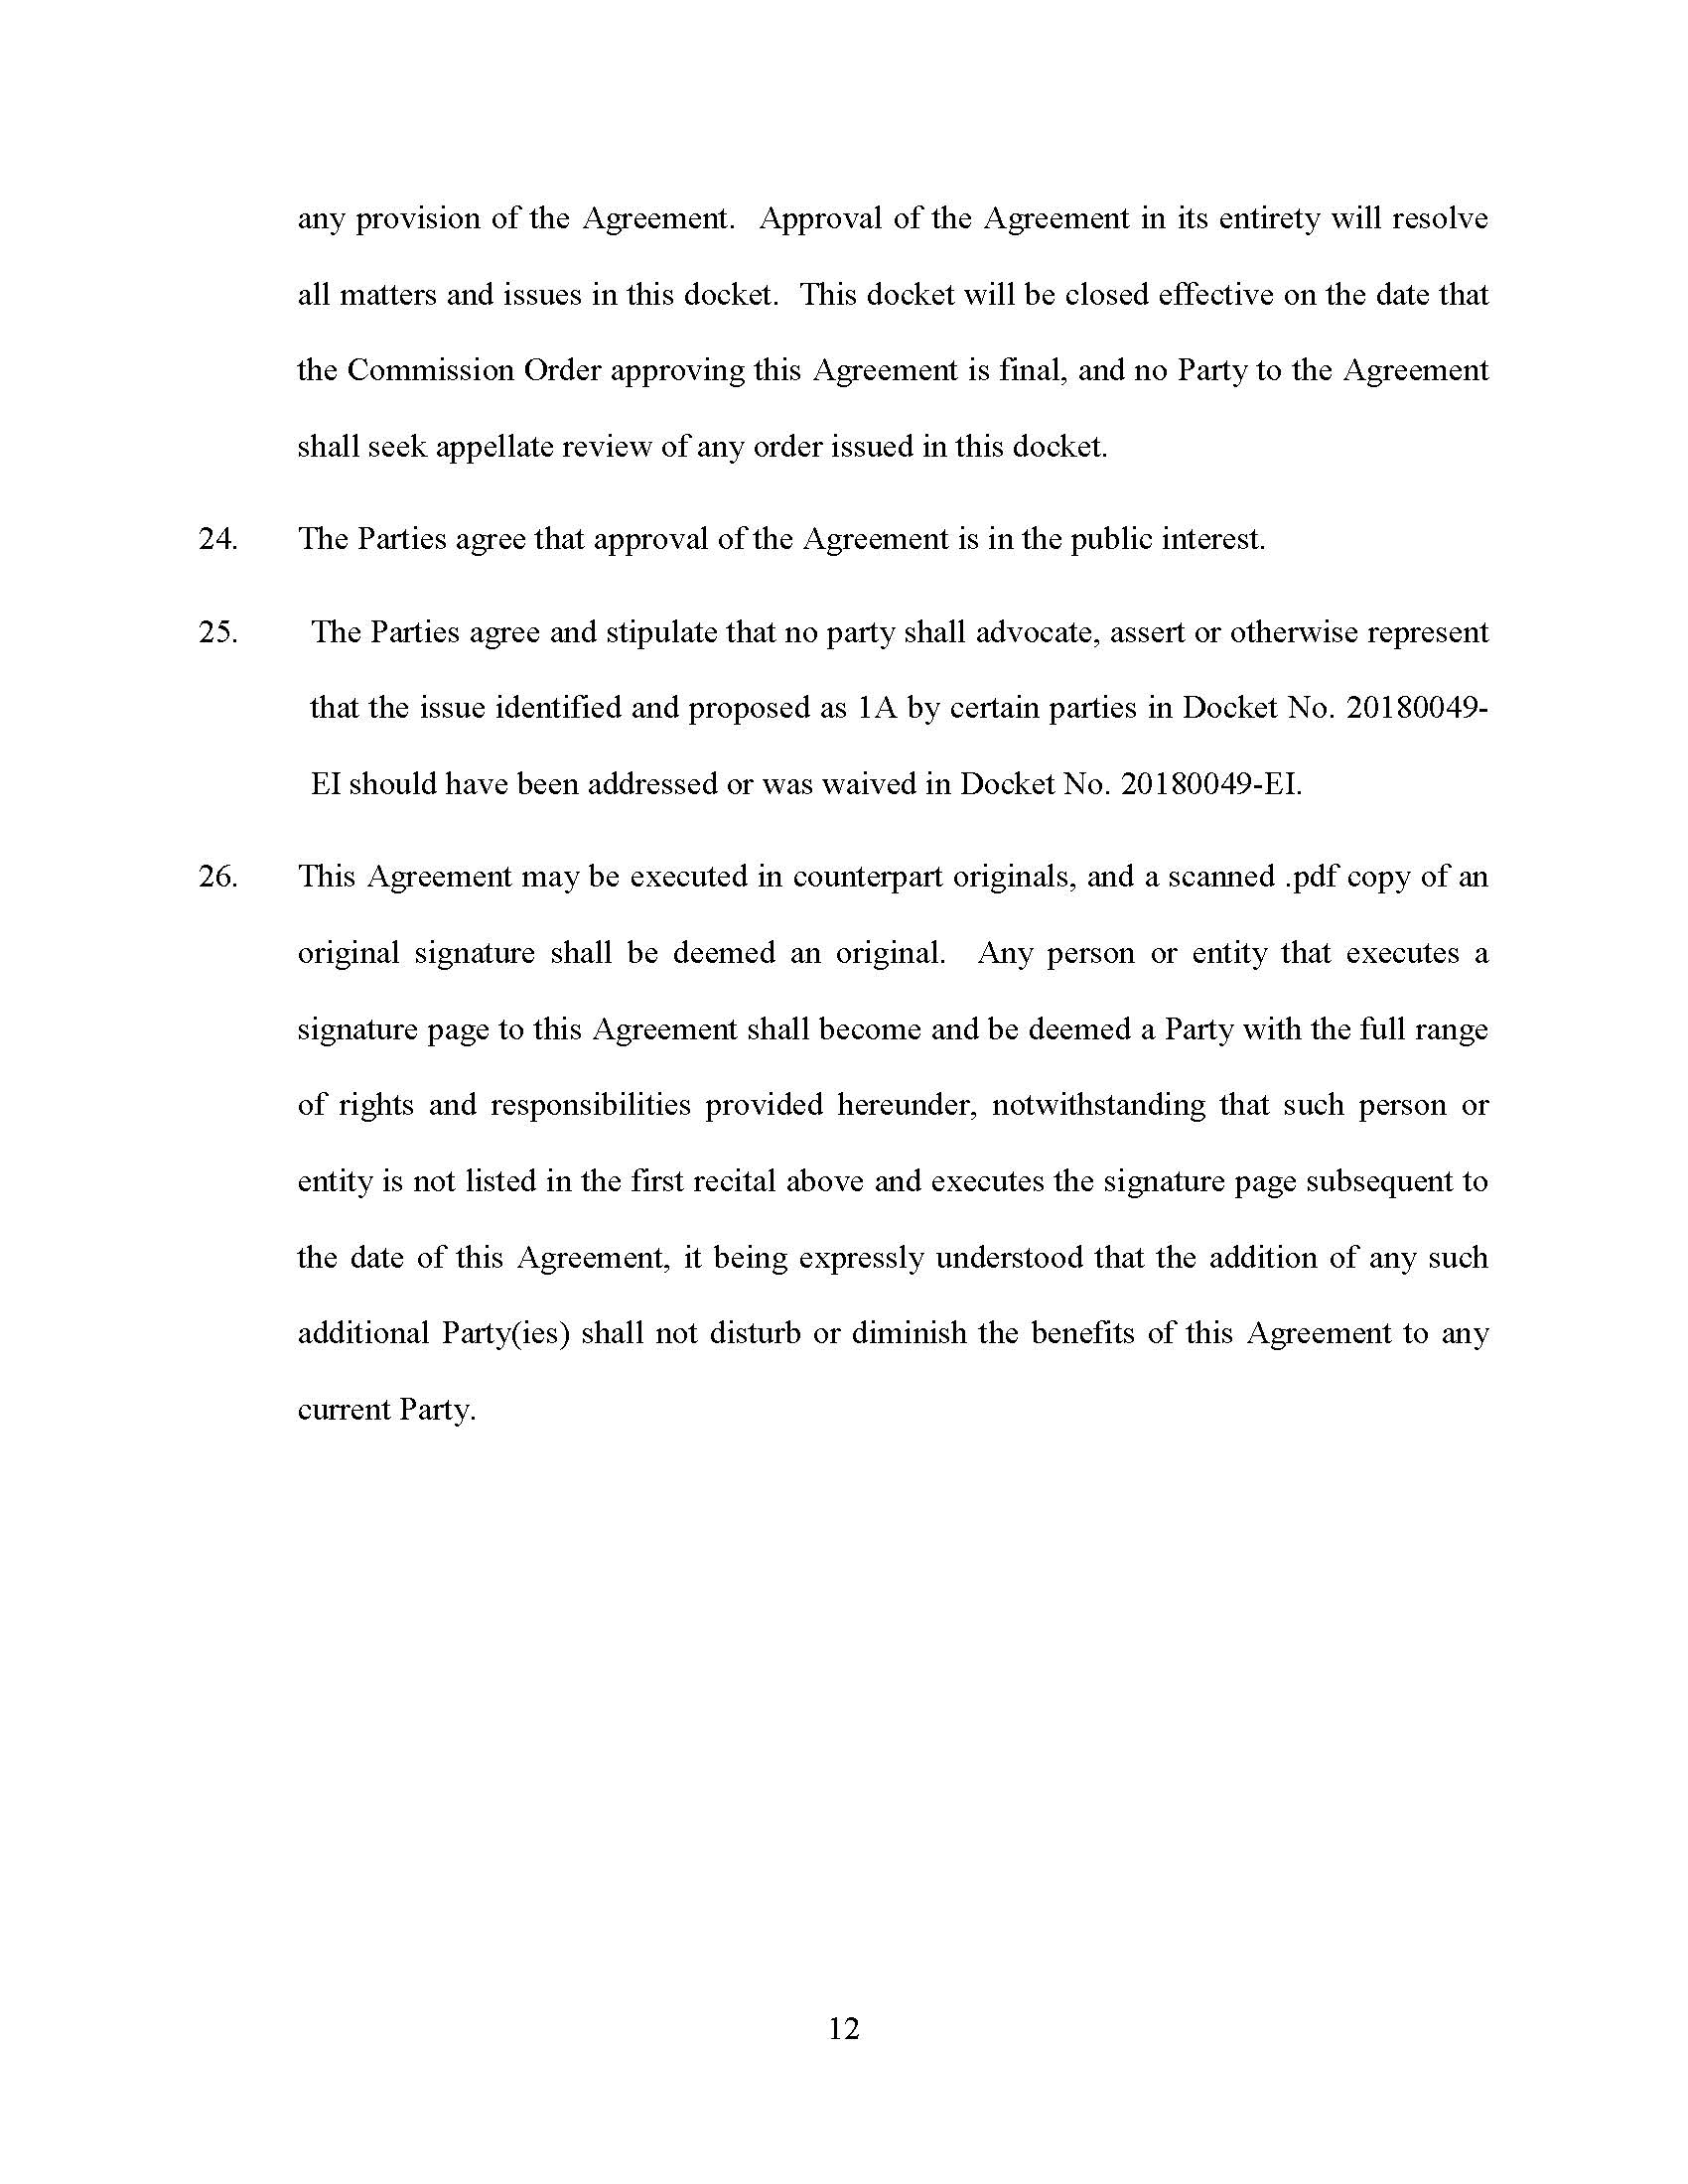 any provision of the Agreement.  Approval of the Agreement in its entirety will resolve
all matters and issues in this docket.  This docket will be closed effective on the date that
the Commission Order approving this Agreement is final, and no Party to the Agreement
shall seek appellate review of any order issued in this docket.
24. The Parties agree that approval of the Agreement is in the public interest.
25. The Parties agree and stipulate that no party shall advocate, assert or otherwise represent
that the issue identified and proposed as 1A by certain parties in Docket No. 20180049-
EI should have been addressed or was waived in Docket No. 20180049-EI.
26. This Agreement may be executed in counterpart originals, and a scanned .pdf copy of an
original signature shall be deemed an original.  Any person or entity that executes a
signature page to this Agreement shall become and be deemed a Party with the full range
of rights and responsibilities provided hereunder, notwithstanding that such person or
entity is not listed in the first recital above and executes the signature page subsequent to
the date of this Agreement, it being expressly understood that the addition of any such
additional Party(ies) shall not disturb or diminish the benefits of this Agreement to any
current Party.
12